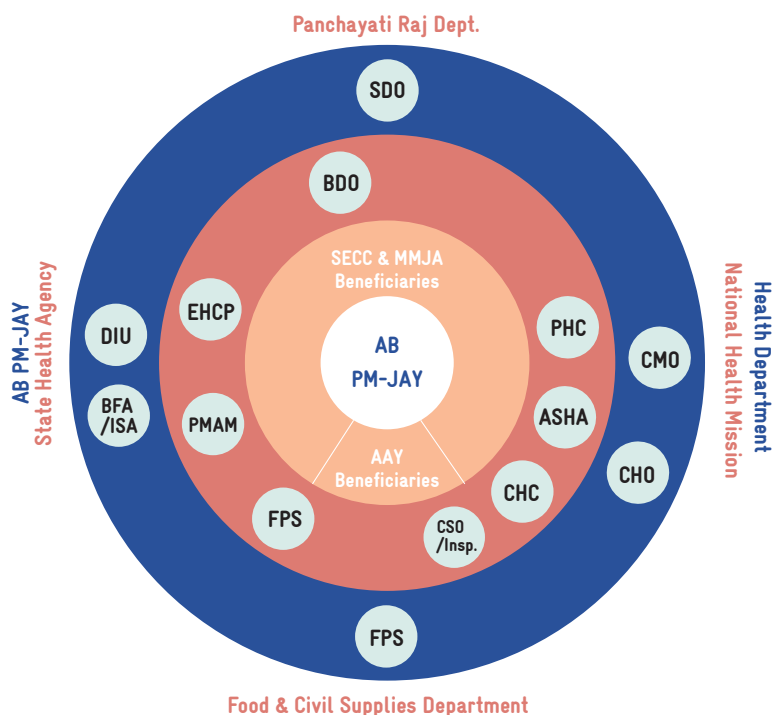 Panchayati Raj Dept.
SDO
BDO
SECC & MMJA
Beneficiaries
EHCP
PHC
DIU
AB
PM-JAY
CMO
AB PM-JAY
State Health Agency
Health Department
National Health Mission
BFA
/ISA
PMAM
ASHA
AAY
Beneficiaries
CHO
CHC
FPS
CSO
/Insp.
FPS
Food & Civil Supplies Department